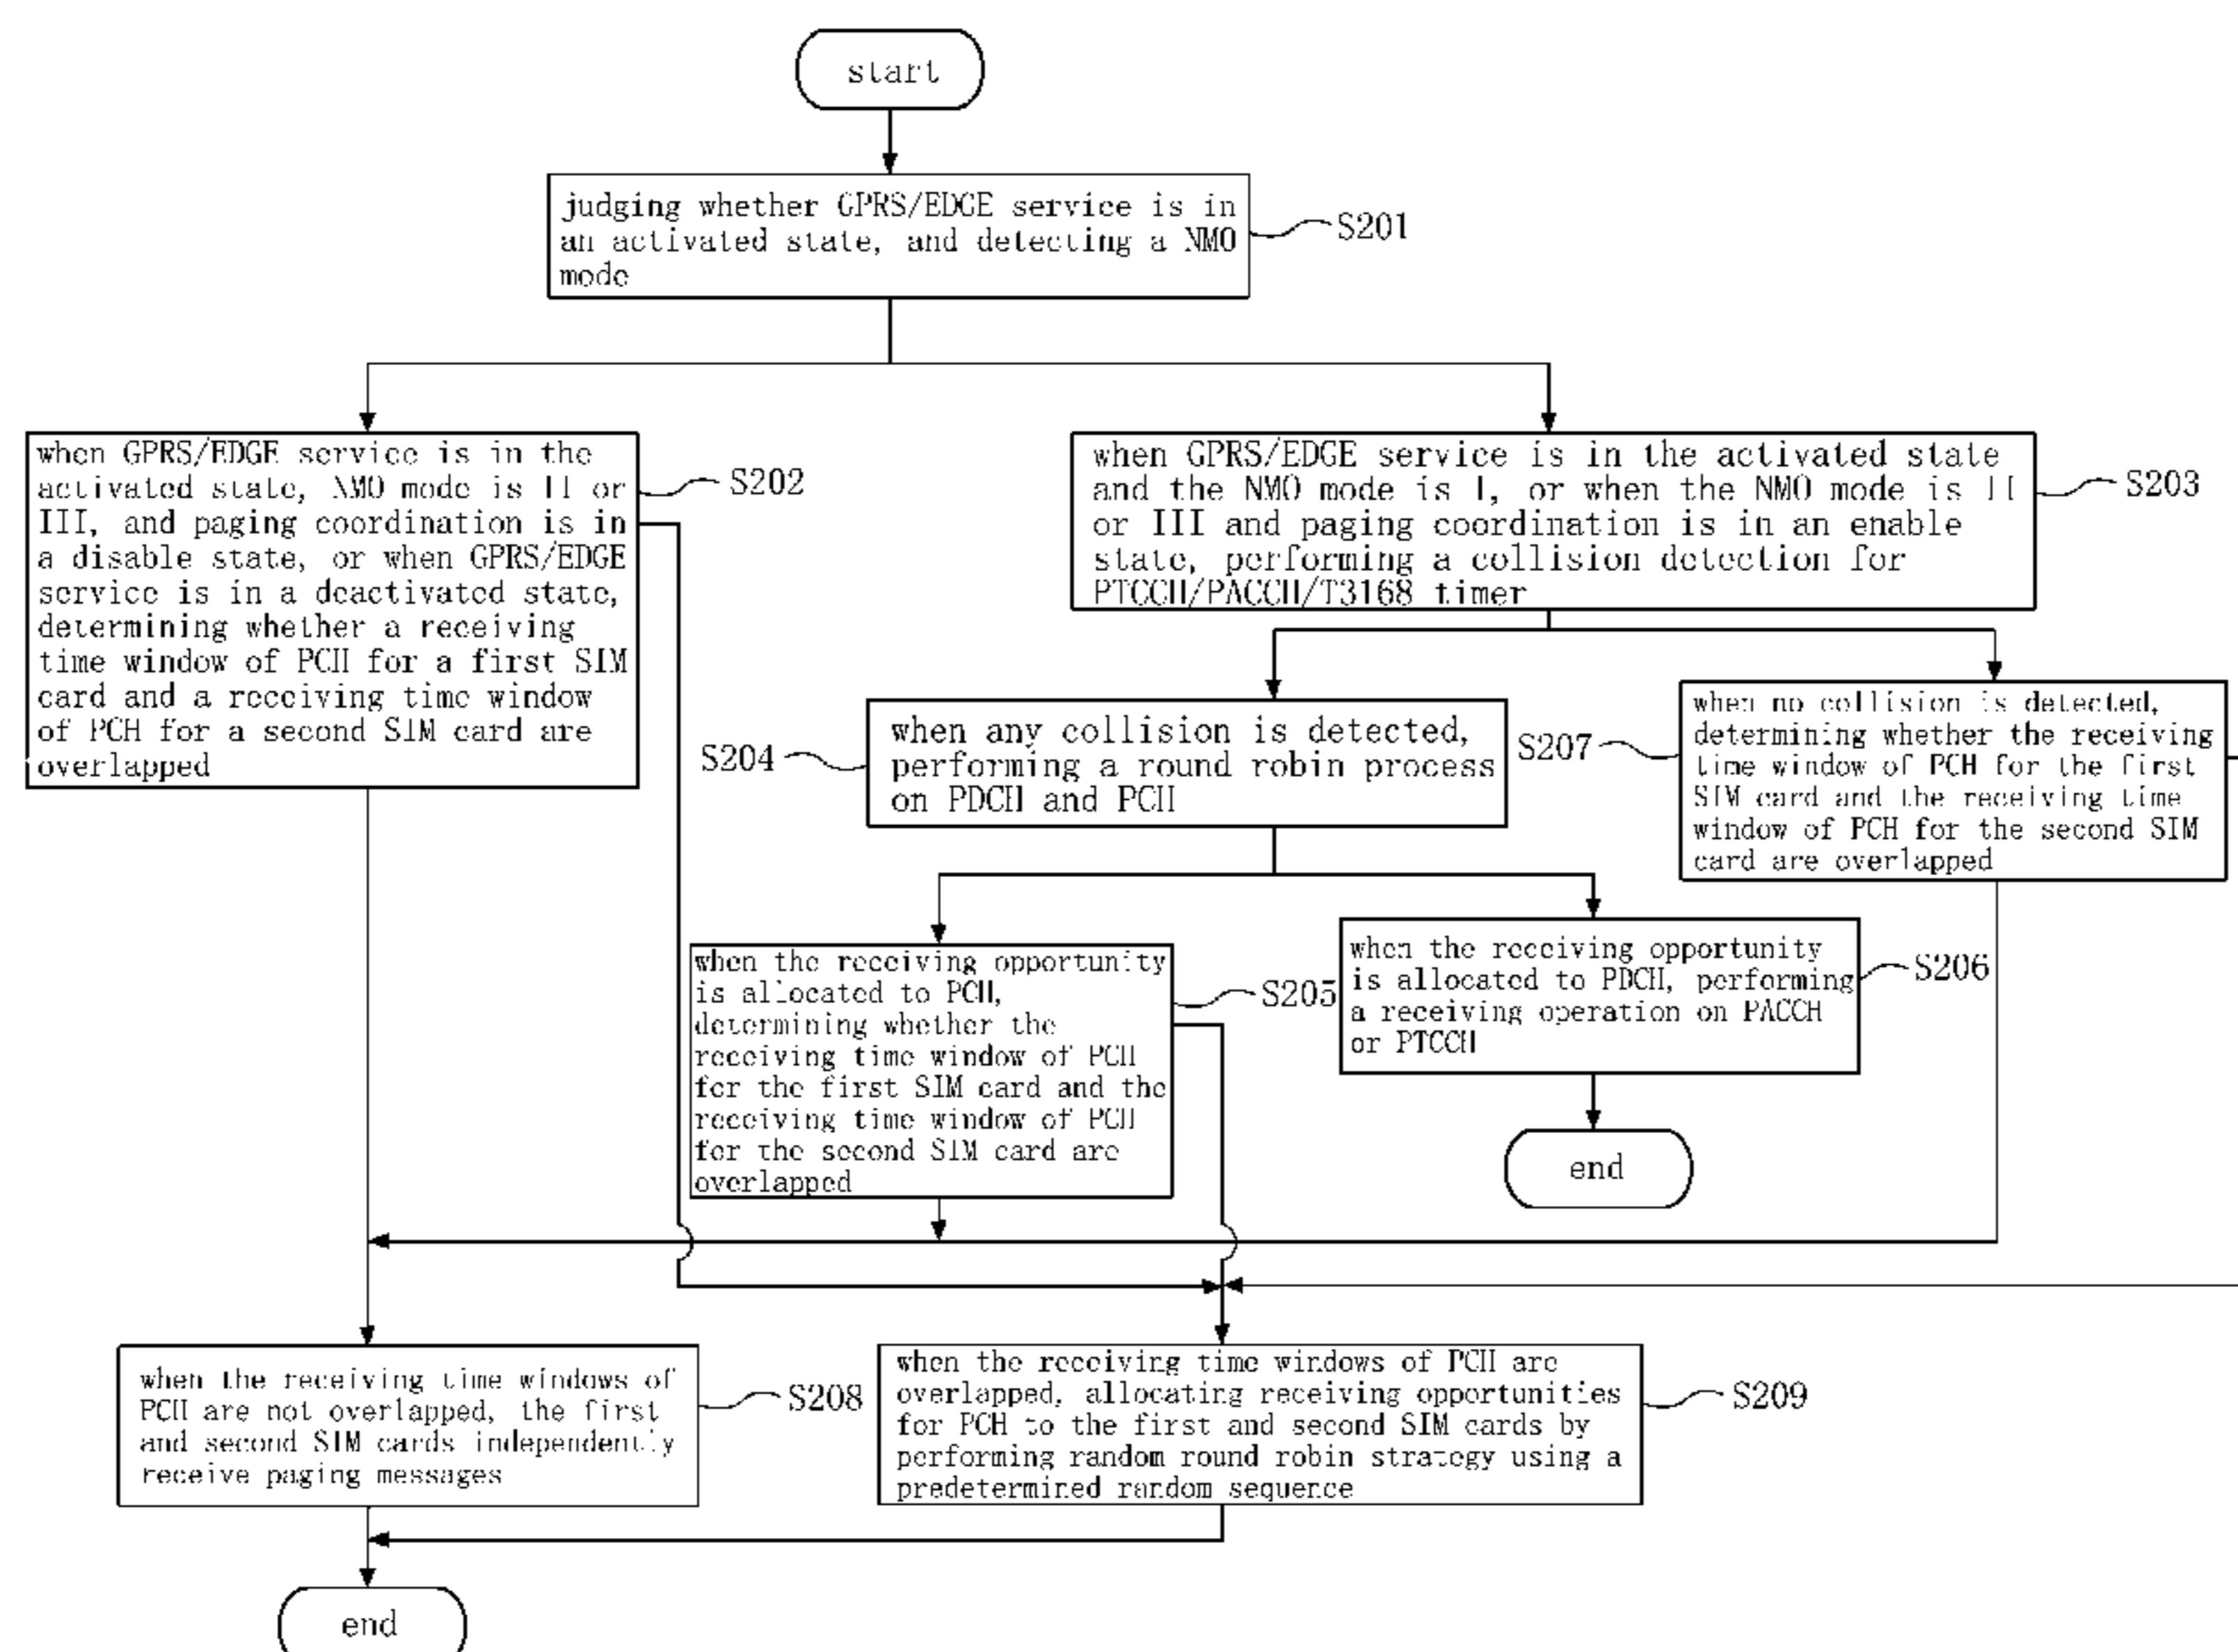 start
judging whether GPRS/EDGE service is in
an activated state, and detecting a NMO
mode
S201
when GPRS/EDGE service is in the
activated state, NMO mode is II or
III, and paging coordination is in
a disable state, or when GPRS/EDGE
service is in a deactivated state,
determining whether a receiving
time window of PCH for a first SIM
card and a receiving time window
of PCH for a second SIM card are
overlapped
S202
when GPRS/EDGE service is in the activated state
and the NMO mode is I, or when the NMO mode is II
or III and paging coordination is in an enable
state, performing a collision detection for
PTCCH/PACCH/T3168 timer
S203
S204
when any collision is detected,
performing a round robin process
on PDCH and PCH
S207
when no collision is detected,
determining whether the receiving
time window of PCH for the first
SIM card and the receiving time
window of PCH for the second SIM
card are overlapped
when the receiving opportunity
is allocated to PCH,
determining whether the
receiving time window of PCH
for the first SIM card and the
receiving time window of PCH
for the second SIM card are
overlapped
S205
when the receiving opportunity
is allocated to PDCH, performing
a receiving operation on PACCH
or PTCCH
S206
end
when the receiving time windows of
PCH are not overlapped, the first
and second SIM cards independently
receive paging messages
S208
when the receiving time windows of PCH are
overlapped, allocating receiving opportunities
for PCH to the first and second SIM cards by
performing random round robin strategy using a
predetermined random sequence
S209
end